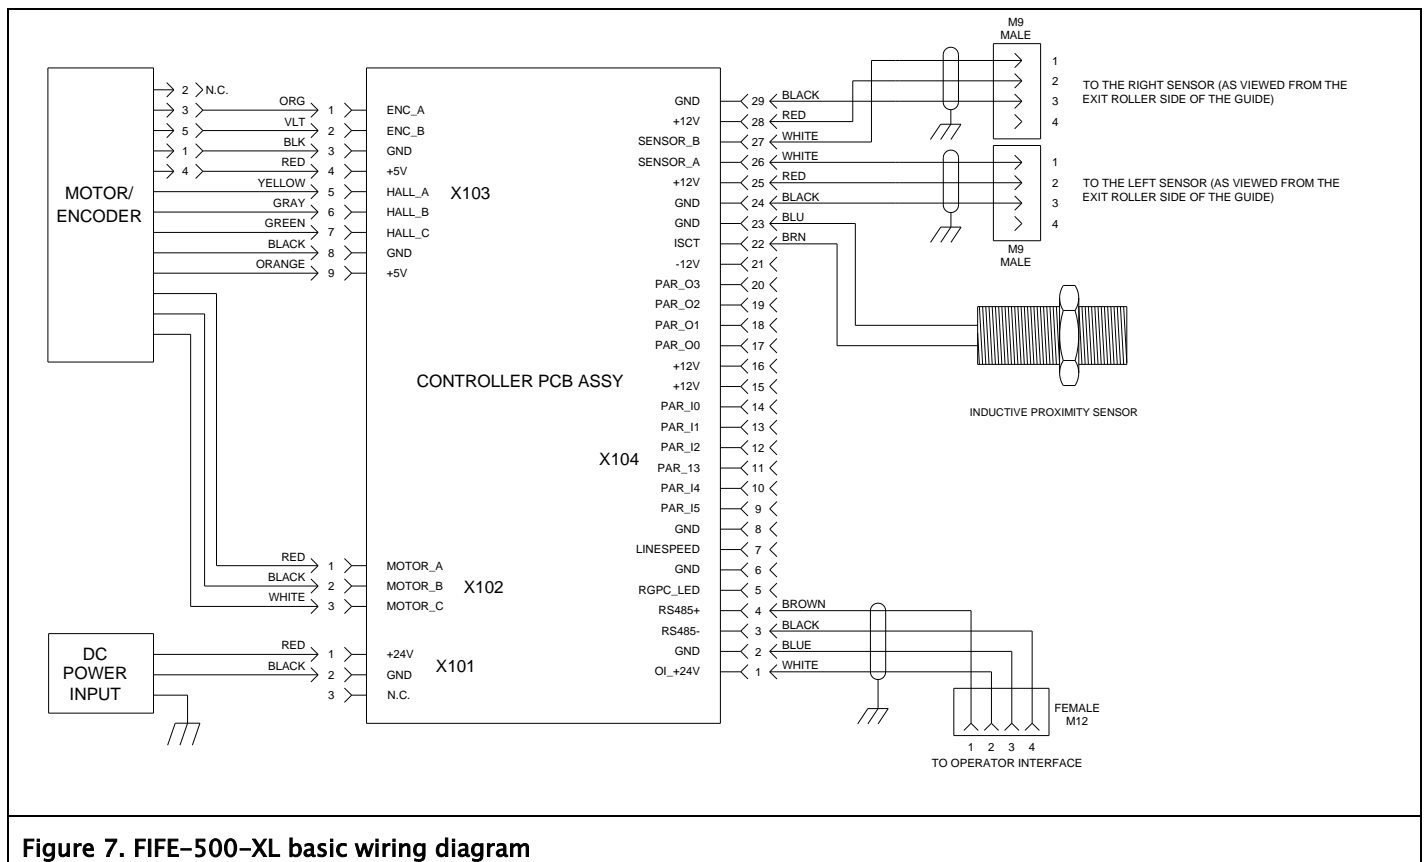 M9
MALE
1
2
3
4
TO THE RIGHT SENSOR (AS VIEWED FROM THE
EXIT ROLLER SIDE OF THE GUIDE)
1
2
3
4
TO THE LEFT SENSOR (AS VIEWED FROM THE
EXIT ROLLER SIDE OF THE GUIDE)
M9
MALE
MOTOR/
ENCODER
2 N.C.
ORG 3 1 ENC_A
VLT 5 2 ENC_B
BLK 1 3 GND
RED 4 4 +5V
YELLOW 5 HALL_A
GRAY 6 HALL_B
GREEN 7 HALL_C
BLACK 8 GND
ORANGE 9 +5V
X103
CONTROLLER PCB ASSY
GND 29 BLACK
+12V 28 RED
SENSOR_B 27 WHITE
SENSOR_A 26 WHITE
+12V 25 RED
GND 24 BLACK
GND 23 BLU
ISCT 22 BRN
-12V 21
PAR_O3 20
PAR_O2 19
PAR_O1 18
PAR_O0 17
+12V 16
+12V 15
PAR_I0 14
PAR_I1 13
PAR_I2 12
PAR_13 11
PAR_I4 10
PAR_I5 9
GND 8
LINESPEED 7
GND 6
RGPC_LED 5
RS485+ 4 BROWN
RS485- 3 BLACK
GND 2 BLUE
OI_+24V 1 WHITE
X104
INDUCTIVE PROXIMITY SENSOR
RED 1 MOTOR_A
BLACK 2 MOTOR_B
WHITE 3 MOTOR_C
X102
DC
POWER
INPUT
RED 1 +24V
BLACK 2 GND
3 N.C.
X101
FEMALE
M12
1 2 3 4
TO OPERATOR INTERFACE
Figure 7. FIFE-500-XL basic wiring diagram